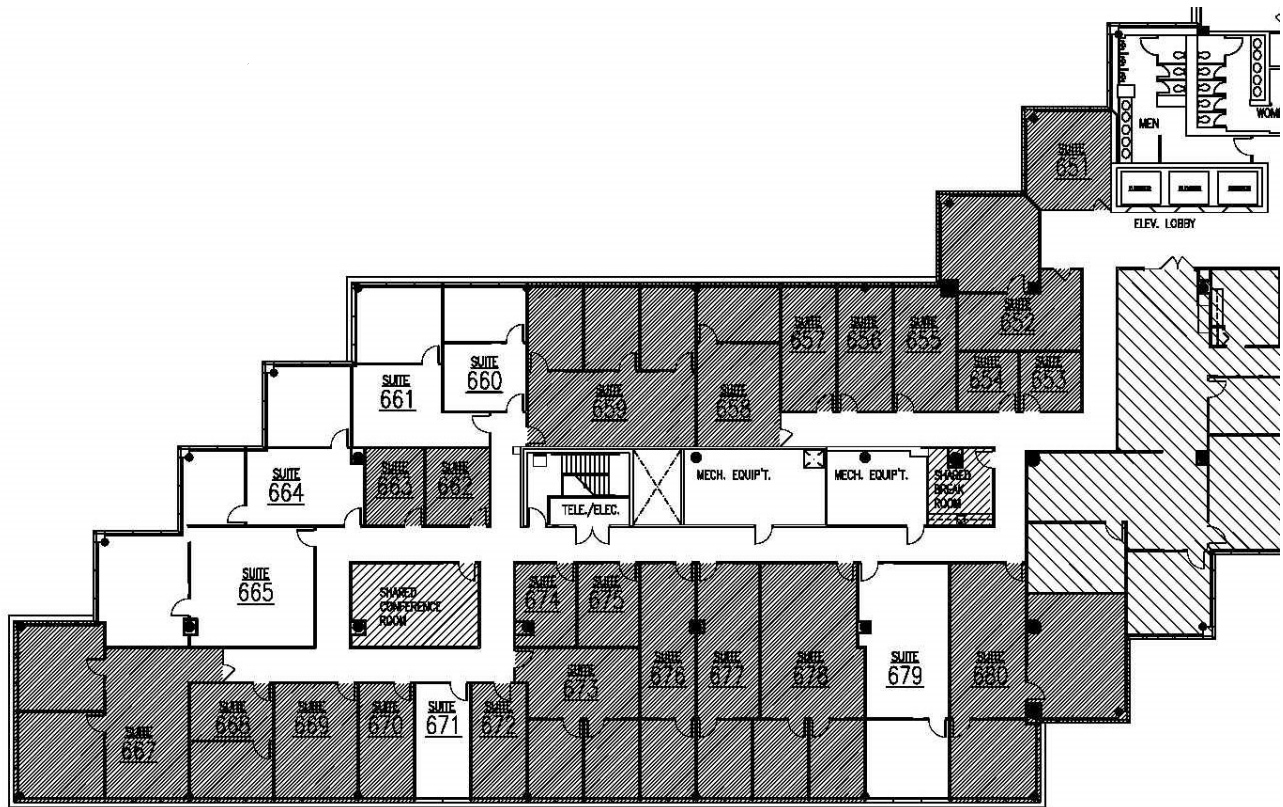 MEN
SUITE
651
ELEV. LOBBY
SUITE
652
SUITE
657
SUITE
656
SUITE
655
SUITE
654
SUITE
653
SUITE
660
SUITE
661
SUITE
659
SUITE
658
SUITE
664
SUITE
663
SUITE
662
TELE./ELEC.
MECH. EQUIP'T.
MECH. EQUIP'T.
SHARED
BREAK
ROOM
SUITE
665
SHARED
CONFERENCE
ROOM
SUITE
674
SUITE
675
SUITE
673
SUITE
676
SUITE
677
SUITE
678
SUITE
679
SUITE
680
SUITE
667
SUITE
668
SUITE
669
SUITE
670
SUITE
671
SUITE
672